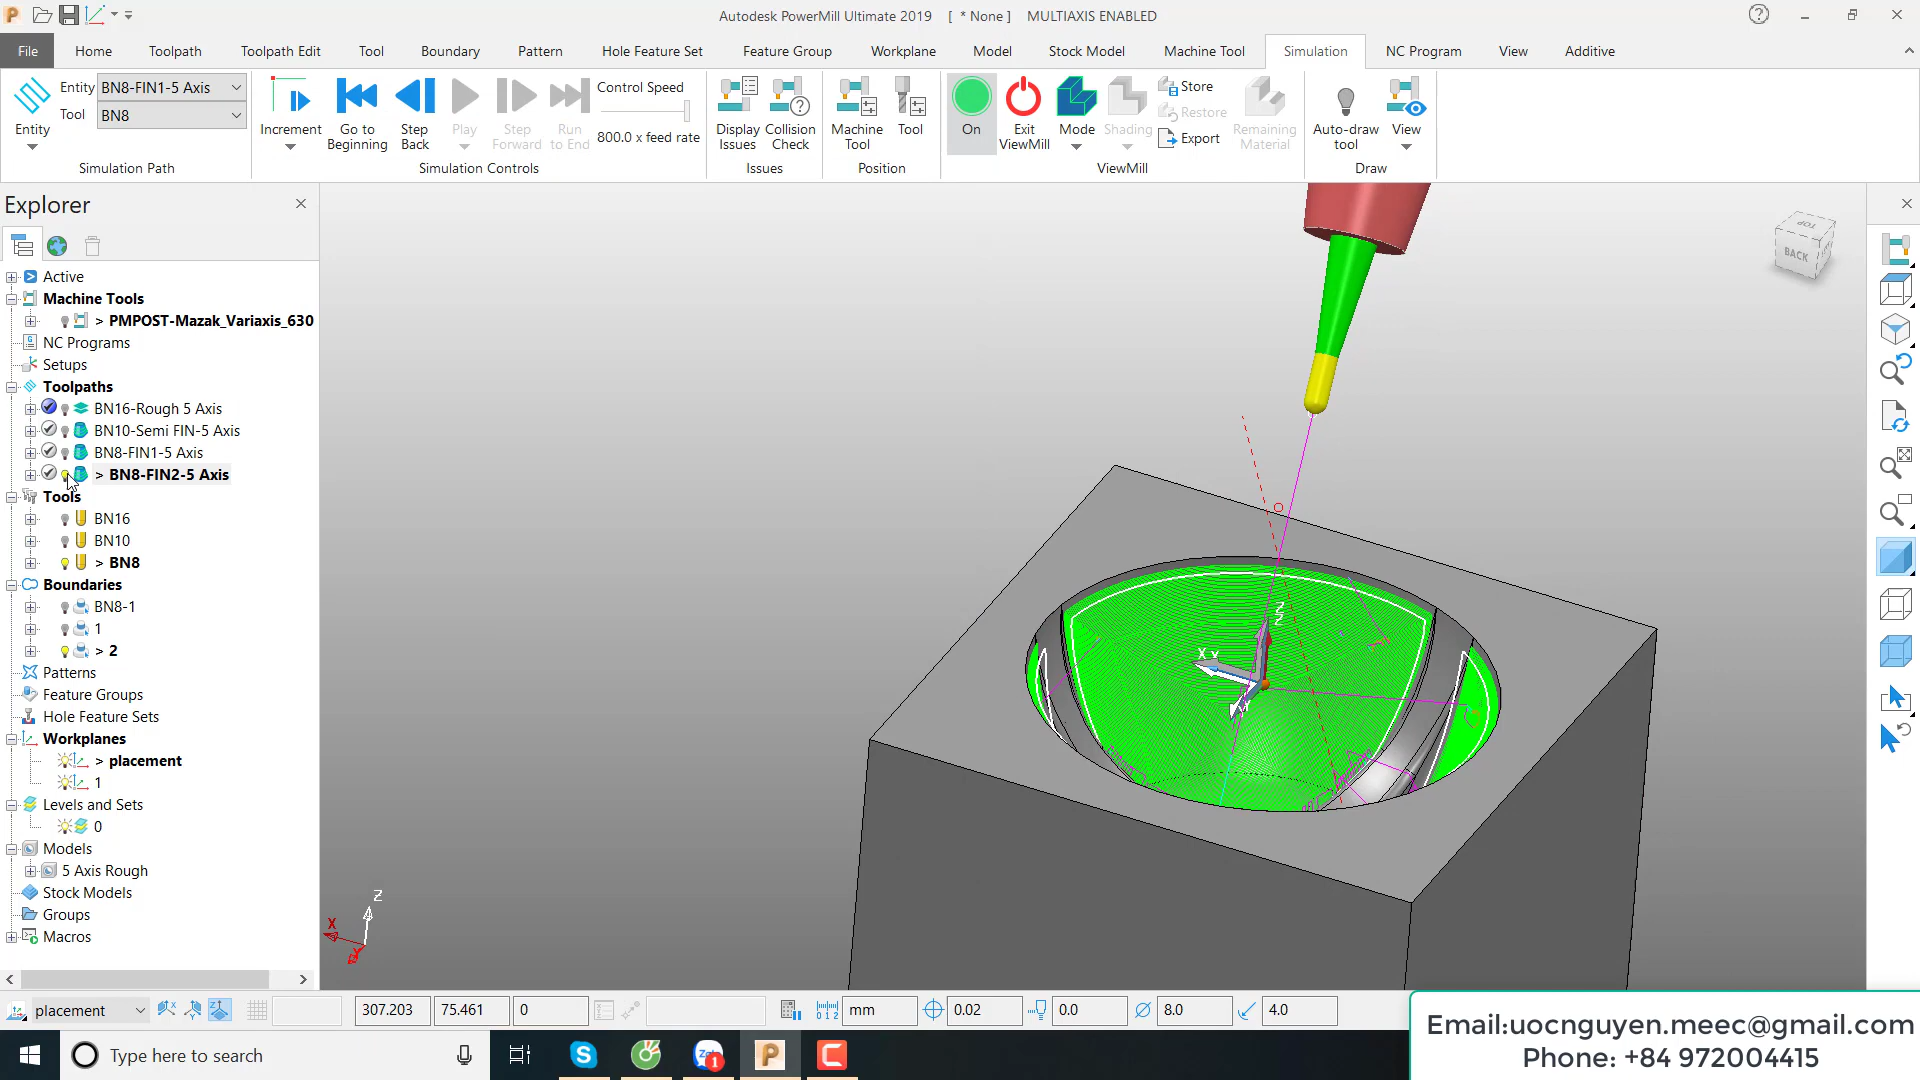 Autodesk PowerMill Ultimate 2019 [ * None ] MULTIAXIS ENABLED
File Home Toolpath Toolpath Edit Tool Boundary Pattern Hole Feature Set Feature Group Workplane Model Stock Model Machine Tool Simulation NC Program View Additive
Entity BN8-FIN1-5 Axis
Tool BN8
Entity
Simulation Path
Increment
Go to Beginning
Step Back
Play
Step Forward
Run to End
Control Speed
800.0 x feed rate
Simulation Controls
Display Issues
Collision Check
Issues
Machine Tool
Tool
Position
On
Exit ViewMill
Mode
Shading
Store
Restore
Export
Remaining Material
ViewMill
Auto-draw tool
View
Draw
Explorer
Active
Machine Tools
> PMPOST-Mazak_Variaxis_630
NC Programs
Setups
Toolpaths
BN16-Rough 5 Axis
BN10-Semi FIN-5 Axis
BN8-FIN1-5 Axis
> BN8-FIN2-5 Axis
Tools
BN16
BN10
> BN8
Boundaries
BN8-1
1
> 2
Patterns
Feature Groups
Hole Feature Sets
Workplanes
> placement
1
Levels and Sets
0
Models
5 Axis Rough
Stock Models
Groups
Macros
TOP
BACK
Z
Z
X Y
Y
Z
X
placement 307.203 75.461 0 mm 0.02 0.0 8.0 4.0
Type here to search
1
Email:uocnguyen.meec@gmail.com
Phone: +84 972004415